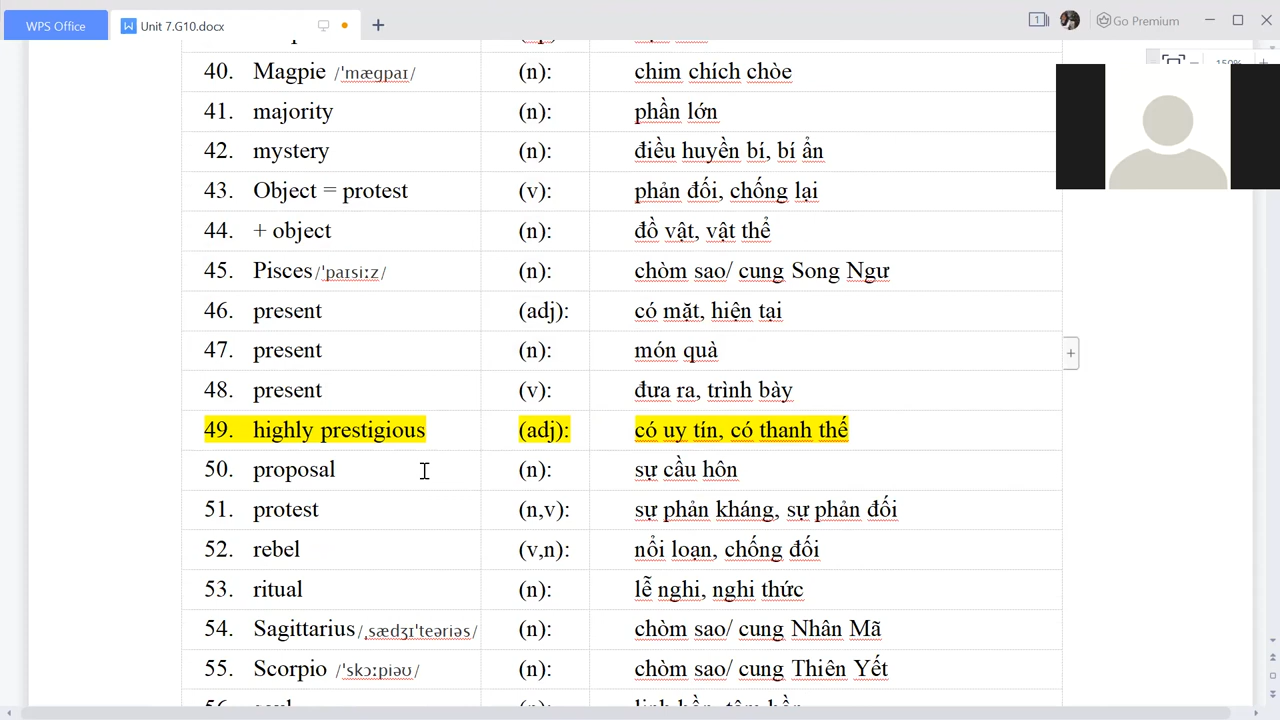 WPS Office
Unit 7.G10.docx
1
Go Premium
150%
40. Magpie /ˈmæɡpaɪ/ (n): chim chích chòe
41. majority (n): phần lớn
42. mystery (n): điều huyền bí, bí ẩn
43. Object = protest (v): phản đối, chống lại
44. + object (n): đồ vật, vật thể
45. Pisces/ˈpaɪsiːz/ (n): chòm sao/ cung Song Ngư
46. present (adj): có mặt, hiện tại
47. present (n): món quà
48. present (v): đưa ra, trình bày
49. highly prestigious (adj): có uy tín, có thanh thế
50. proposal (n): sự cầu hôn
51. protest (n,v): sự phản kháng, sự phản đối
52. rebel (v,n): nổi loạn, chống đối
53. ritual (n): lễ nghi, nghi thức
54. Sagittarius/ˌsædʒɪˈteəriəs/ (n): chòm sao/ cung Nhân Mã
55. Scorpio /ˈskɔːpiəʊ/ (n): chòm sao/ cung Thiên Yết